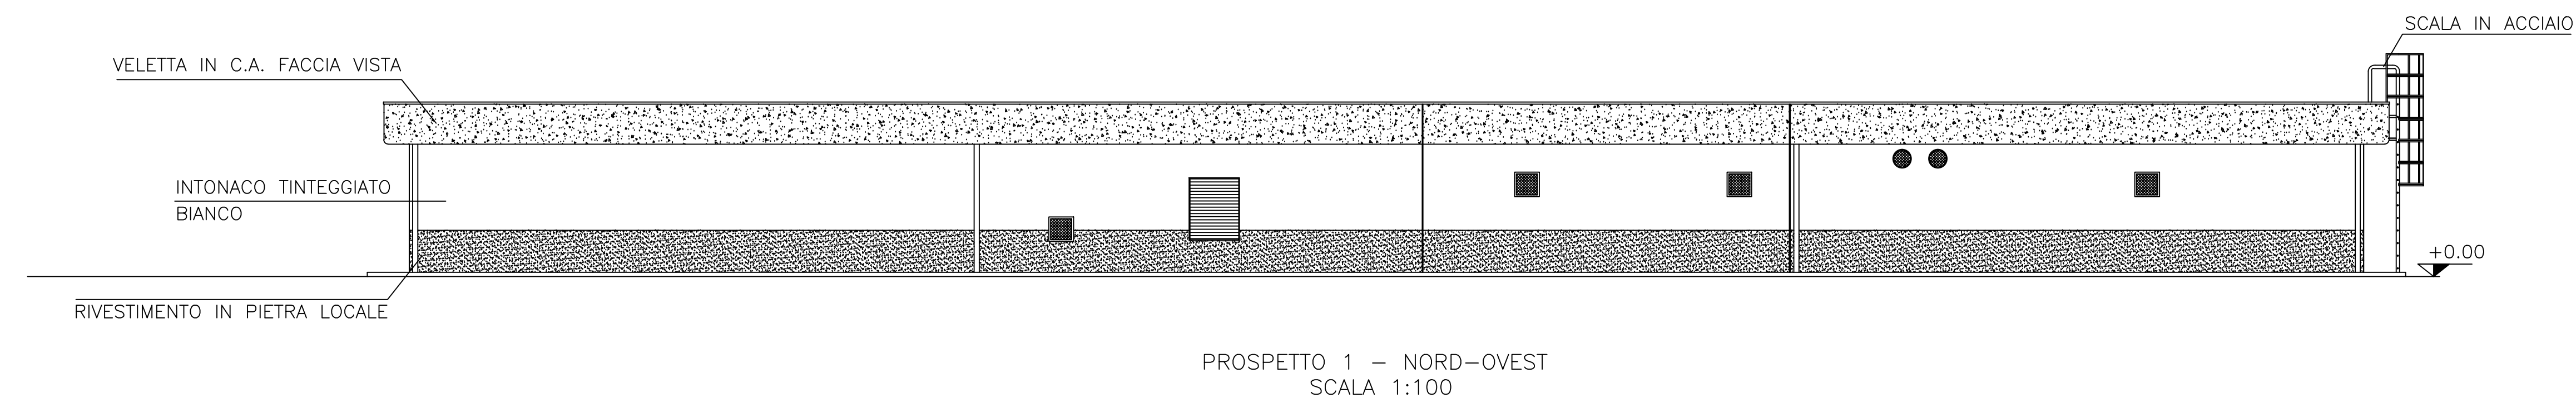 SCALA IN ACCIAIO
VELETTA IN C.A. FACCIA VISTA
INTONACO TINTEGGIATO
BIANCO
+0.00
RIVESTIMENTO IN PIETRA LOCALE
PROSPETTO 1 - NORD-OVEST
SCALA 1:100